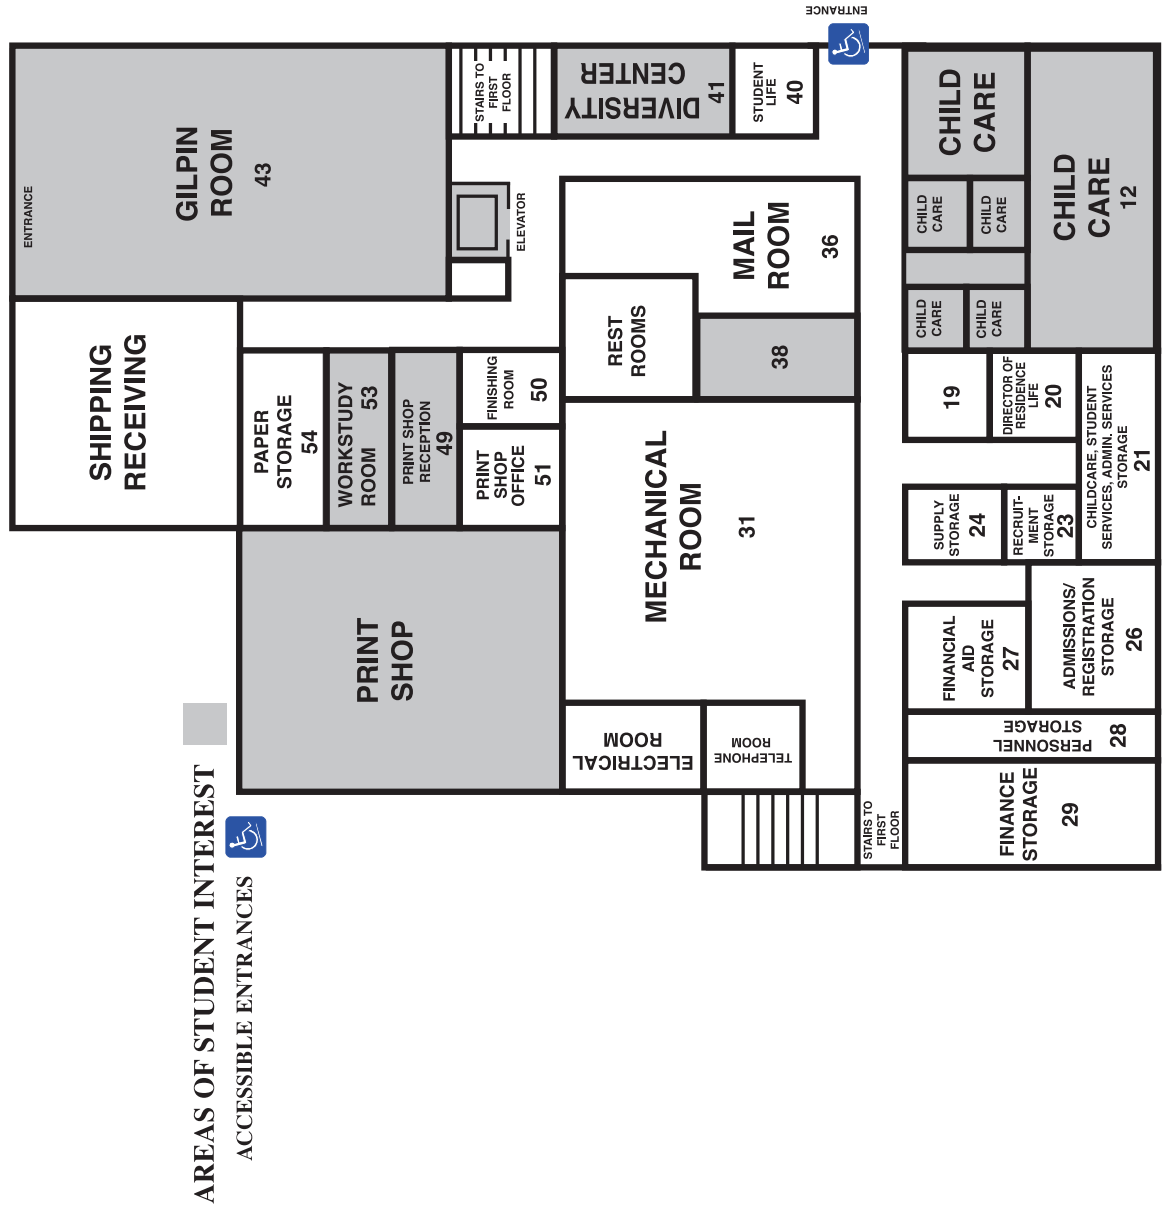 ENTRANCE
ENTRANCE
GILPIN
ROOM
43
STAIRS TO
FIRST
FLOOR
DIVERSITY
CENTER
41
STUDENT
LIFE
40
ELEVATOR
SHIPPING
RECEIVING
MAIL
ROOM
36
REST
ROOMS
38
CHILD
CARE
CHILD
CARE
CHILD
CARE
CHILD
CARE
12
CHILD
CARE
CHILD
CARE
PAPER
STORAGE
54
WORKSTUDY
ROOM 53
PRINT SHOP
RECEPTION
49
FINISHING
ROOM
50
PRINT
SHOP
OFFICE
51
19
DIRECTOR OF
RESIDENCE
LIFE
20
CHILDCARE, STUDENT
SERVICES, ADMIN. SERVICES
STORAGE
21
MECHANICAL
ROOM
31
SUPPLY
STORAGE
24
RECRUIT-
MENT
STORAGE
23
PRINT
SHOP
FINANCIAL
AID
STORAGE
27
ADMISSIONS/
REGISTRATION
STORAGE
26
ELECTRICAL
ROOM
TELEPHONE
ROOM
PERSONNEL
STORAGE
28
STAIRS TO
FIRST
FLOOR
FINANCE
STORAGE
29
AREAS OF STUDENT INTEREST
ACCESSIBLE ENTRANCES